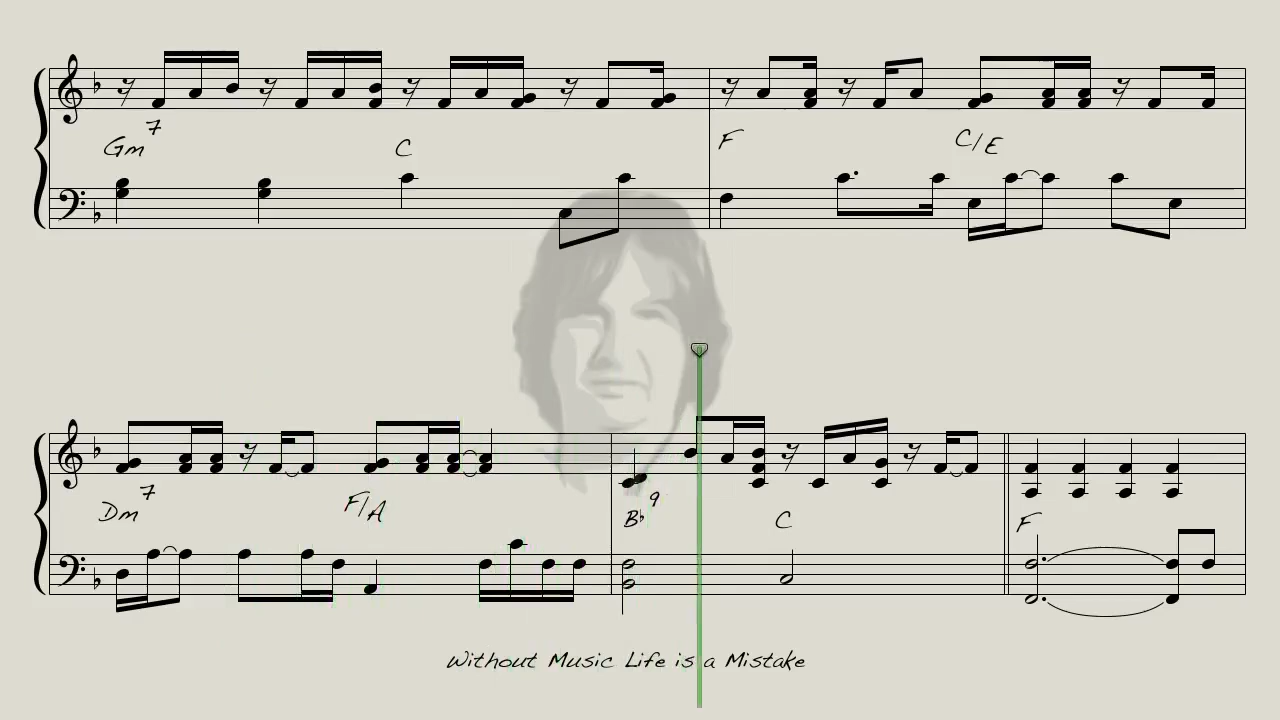 Gm7 C F C/E
Dm7 F/A B♭9 C F
Without Music Life is a Mistake